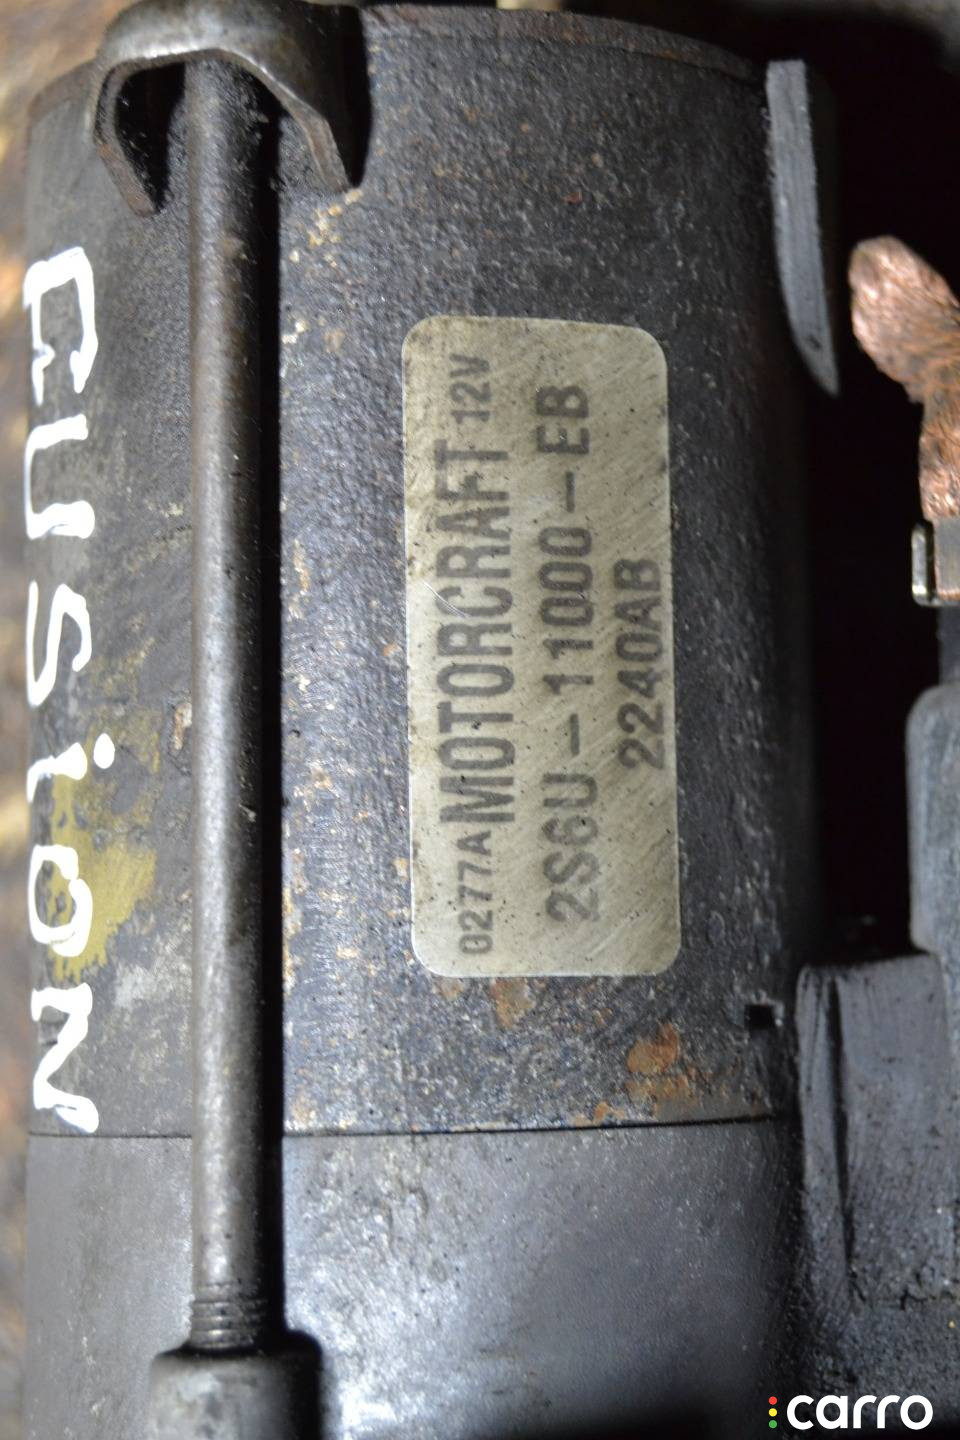 FUSiON
0277A MOTORCRAFT 12V
2S6U-11000-EB
2240AB
carro